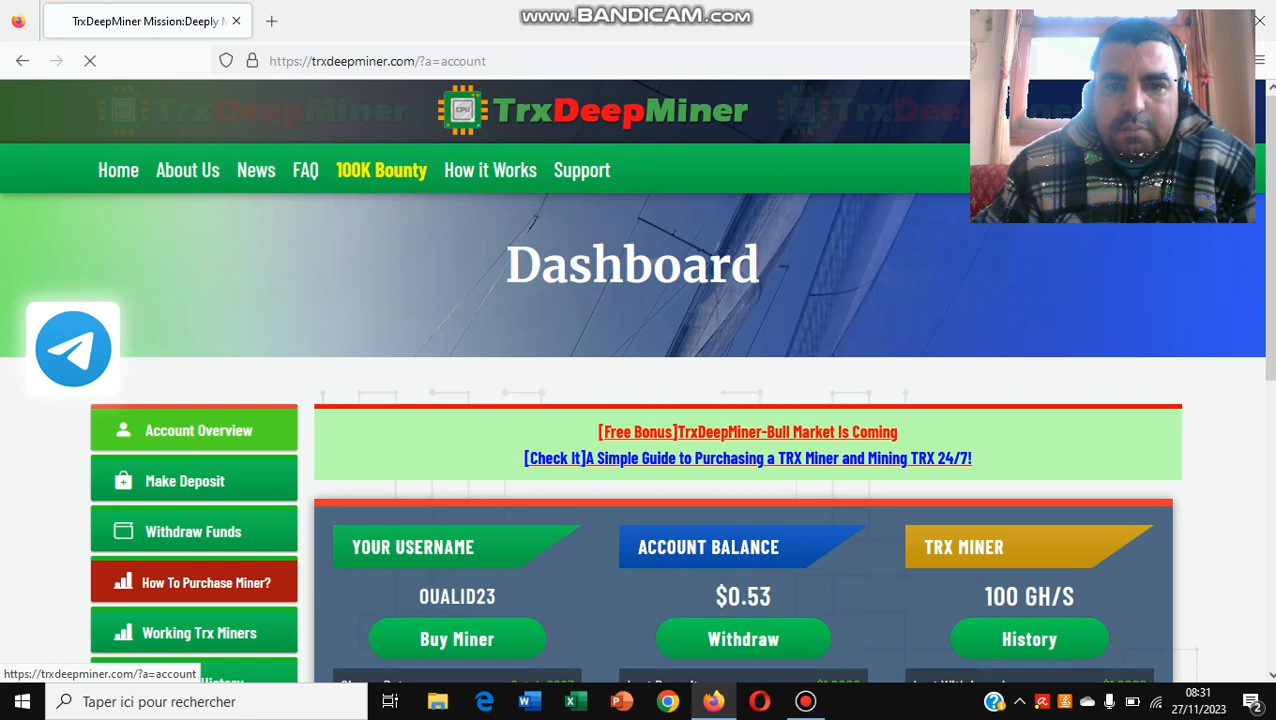 www.BANDICAM.com
TrxDeepMiner Mission:Deeply M
https://trxdeepminer.com/?a=account
TrxDeepMiner TrxDeepMiner
Home About Us News FAQ 100K Bounty How it Works Support
Dashboard
[Free Bonus]TrxDeepMiner-Bull Market Is Coming
[Check It]A Simple Guide to Purchasing a TRX Miner and Mining TRX 24/7!
Account Overview
Make Deposit
Withdraw Funds
How To Purchase Miner?
Working Trx Miners
YOUR USERNAME ACCOUNT BALANCE TRX MINER
OUALID23 $0.53 100 GH/S
Buy Miner Withdraw History
https://trxdeepminer.com/?a=account
Taper ici pour rechercher
08:31
27/11/2023
2